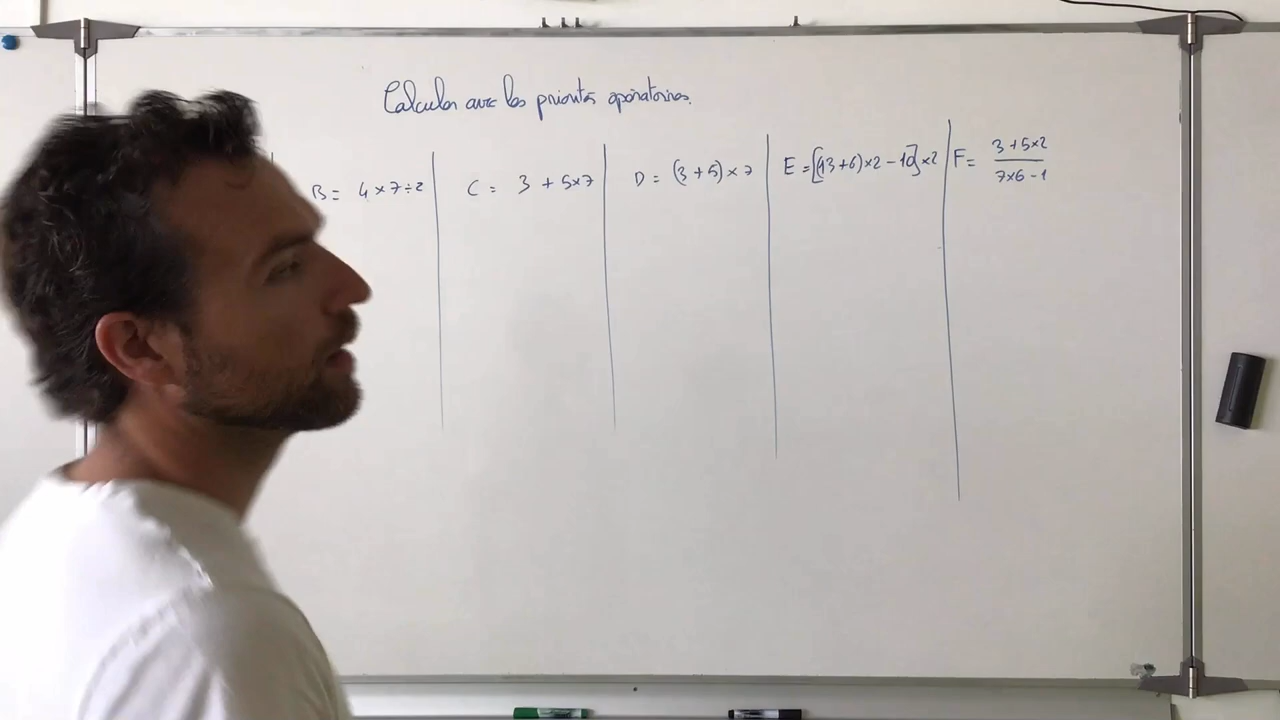 Calculer avec les priorités opératoires.
B = 4 × 7 ÷ 2
C = 3 + 5 × 7
D = (3 + 5) × 7
E = [(13 + 6) × 2 - 10] × 2
F = 3 + 5 × 2
7 × 6 - 1